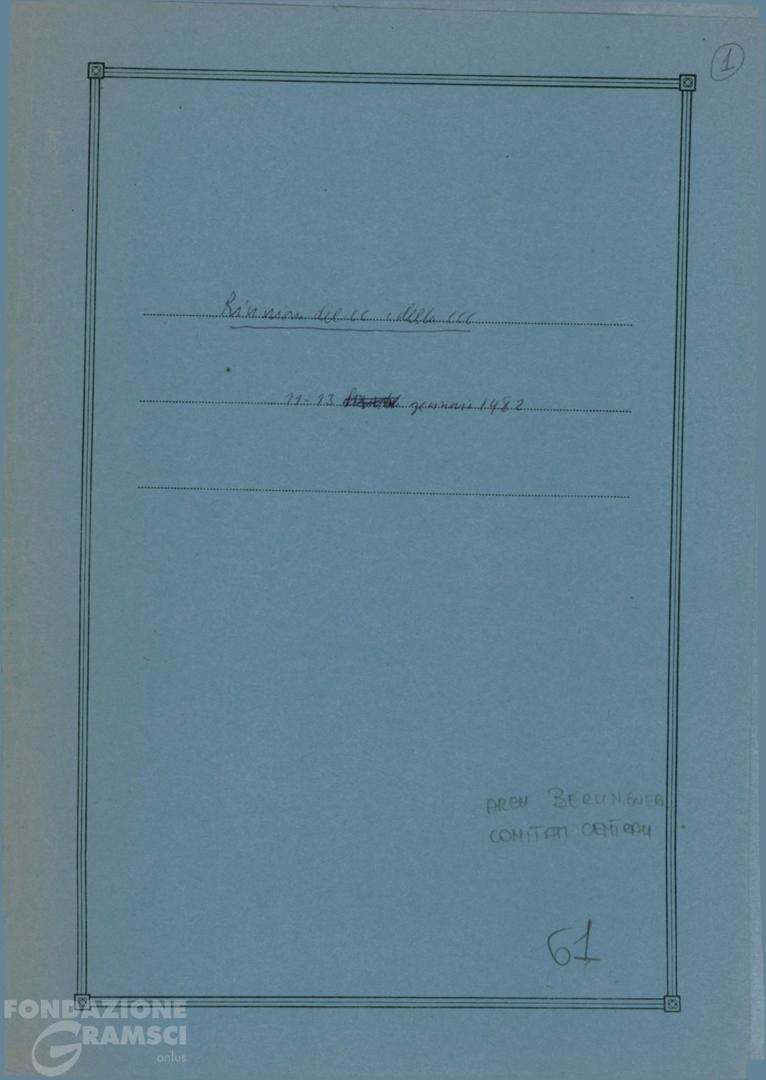 1
Riunione del CC e della CCC
11-13 gennaio 1982
ARCH BERLINGUER
COMITATI CENTRALI
61
FONDAZIONE
GRAMSCI
onlus